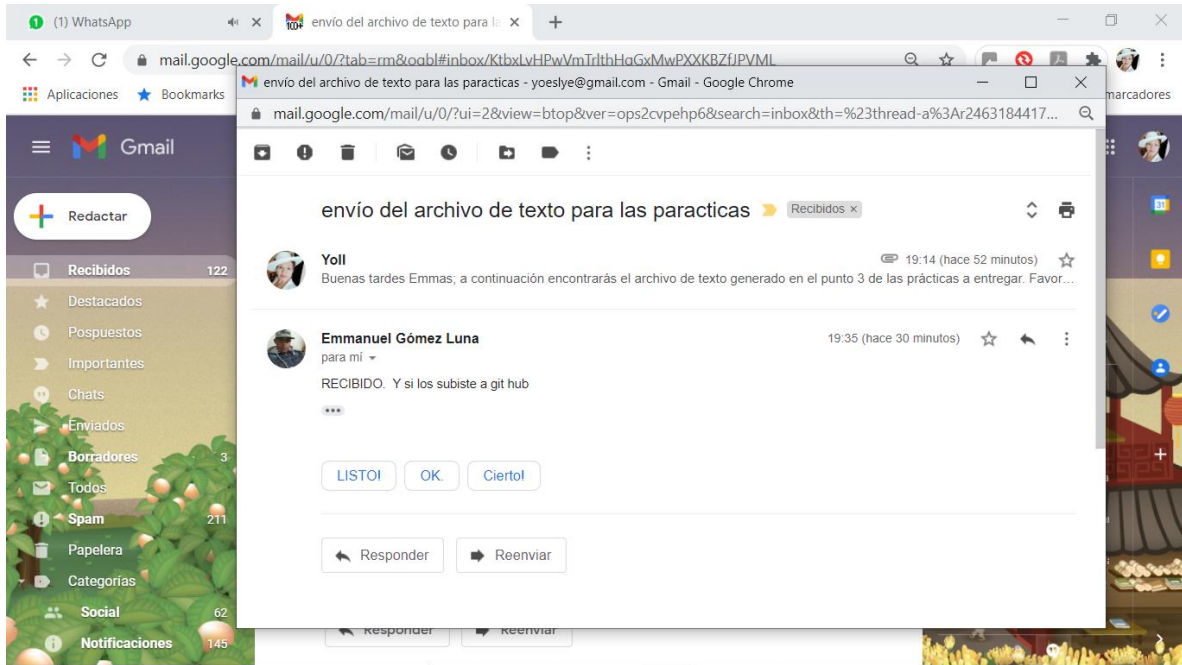 (1) WhatsApp
envío del archivo de texto para la
mail.google.com/mail/u/0/?tab=rm&ogbl#inbox/KtbxLvHPwVmTrlthHqGxMwPXXKBZfJPVML
Aplicaciones
Bookmarks
marcadores
envío del archivo de texto para las paracticas - yoeslye@gmail.com - Gmail - Google Chrome
mail.google.com/mail/u/0/?ui=2&view=btop&ver=ops2cvpehp6&search=inbox&th=%23thread-a%3Ar2463184417...
Gmail
Redactar
Recibidos 122
Destacados
Pospuestos
Importantes
Chats
Enviados
Borradores 3
Todos
Spam 211
Papelera
Categorías
Social 62
Notificaciones 145
envío del archivo de texto para las paracticas Recibidos ×
Yoll 19:14 (hace 52 minutos)
Buenas tardes Emmas; a continuación encontrarás el archivo de texto generado en el punto 3 de las prácticas a entregar. Favor...
Emmanuel Gómez Luna 19:35 (hace 30 minutos)
para mí
RECIBIDO. Y si los subiste a git hub
LISTO!
OK.
Cierto!
Responder
Reenviar
Responder
Reenviar
31